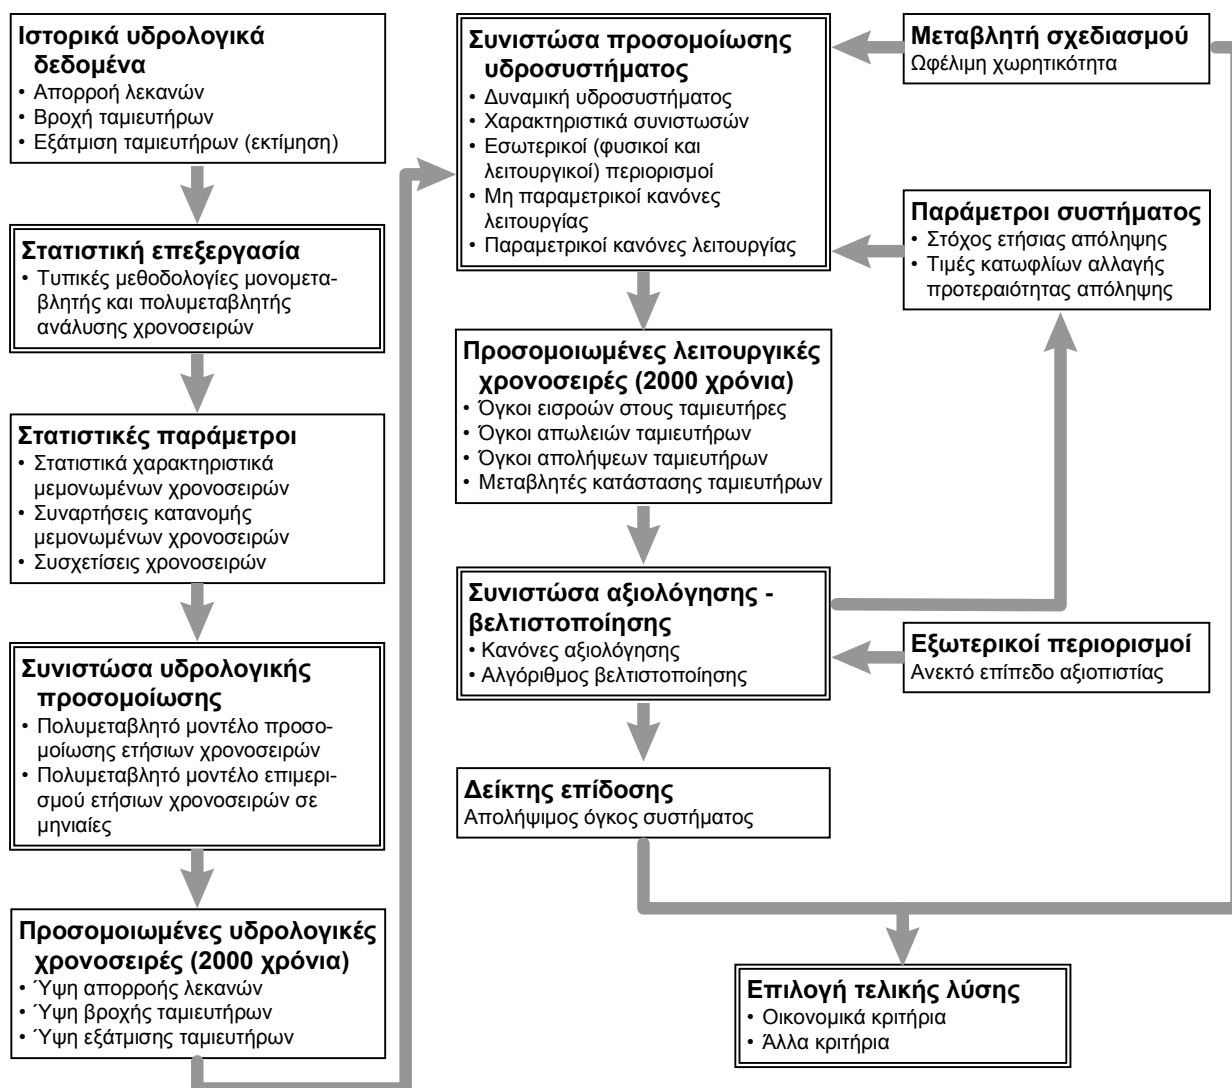 Ιστορικά υδρολογικά
δεδομένα
• Απορροή λεκανών
• Βροχή ταμιευτήρων
• Εξάτμιση ταμιευτήρων (εκτίμηση)
Στατιστική επεξεργασία
• Τυπικές μεθοδολογίες μονομετα-
βλητής και πολυμεταβλητής
ανάλυσης χρονοσειρών
Στατιστικές παράμετροι
• Στατιστικά χαρακτηριστικά
μεμονωμένων χρονοσειρών
• Συναρτήσεις κατανομής
μεμονωμένων χρονοσειρών
• Συσχετίσεις χρονοσειρών
Συνιστώσα υδρολογικής
προσομοίωσης
• Πολυμεταβλητό μοντέλο προσο-
μοίωσης ετήσιων χρονοσειρών
• Πολυμεταβλητό μοντέλο επιμερι-
σμού ετήσιων χρονοσειρών σε
μηνιαίες
Προσομοιωμένες υδρολογικές
χρονοσειρές (2000 χρόνια)
• Ύψη απορροής λεκανών
• Ύψη βροχής ταμιευτήρων
• Ύψη εξάτμισης ταμιευτήρων
Συνιστώσα προσομοίωσης
υδροσυστήματος
• Δυναμική υδροσυστήματος
• Χαρακτηριστικά συνιστωσών
• Εσωτερικοί (φυσικοί και
λειτουργικοί) περιορισμοί
• Μη παραμετρικοί κανόνες
λειτουργίας
• Παραμετρικοί κανόνες λειτουργίας
Προσομοιωμένες λειτουργικές
χρονοσειρές (2000 χρόνια)
• Όγκοι εισροών στους ταμιευτήρες
• Όγκοι απωλειών ταμιευτήρων
• Όγκοι απολήψεων ταμιευτήρων
• Μεταβλητές κατάστασης ταμιευτήρων
Συνιστώσα αξιολόγησης -
βελτιστοποίησης
• Κανόνες αξιολόγησης
• Αλγόριθμος βελτιστοποίησης
Δείκτης επίδοσης
Απολήψιμος όγκος συστήματος
Μεταβλητή σχεδιασμού
Ωφέλιμη χωρητικότητα
Παράμετροι συστήματος
• Στόχος ετήσιας απόληψης
• Τιμές κατωφλίων αλλαγής
προτεραιότητας απόληψης
Εξωτερικοί περιορισμοί
Ανεκτό επίπεδο αξιοπιστίας
Επιλογή τελικής λύσης
• Οικονομικά κριτήρια
• Άλλα κριτήρια